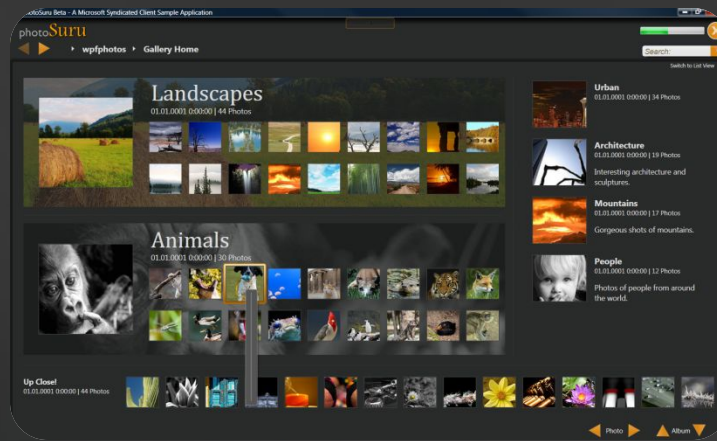 photoSuru Beta - A Microsoft Syndicated Client Sample Application
photoSuru
wpfphotos
Gallery Home
Search:
Switch to List View
Landscapes
01.01.0001 0:00:00 | 44 Photos
Animals
01.01.0001 0:00:00 | 30 Photos
Urban
01.01.0001 0:00:00 | 34 Photos
Architecture
01.01.0001 0:00:00 | 19 Photos
Interesting architecture and
sculptures.
Mountains
01.01.0001 0:00:00 | 17 Photos
Gorgeous shots of mountains.
People
01.01.0001 0:00:00 | 12 Photos
Photos of people from around
the world.
Up Close!
01.01.0001 0:00:00 | 44 Photos
Photo
Album